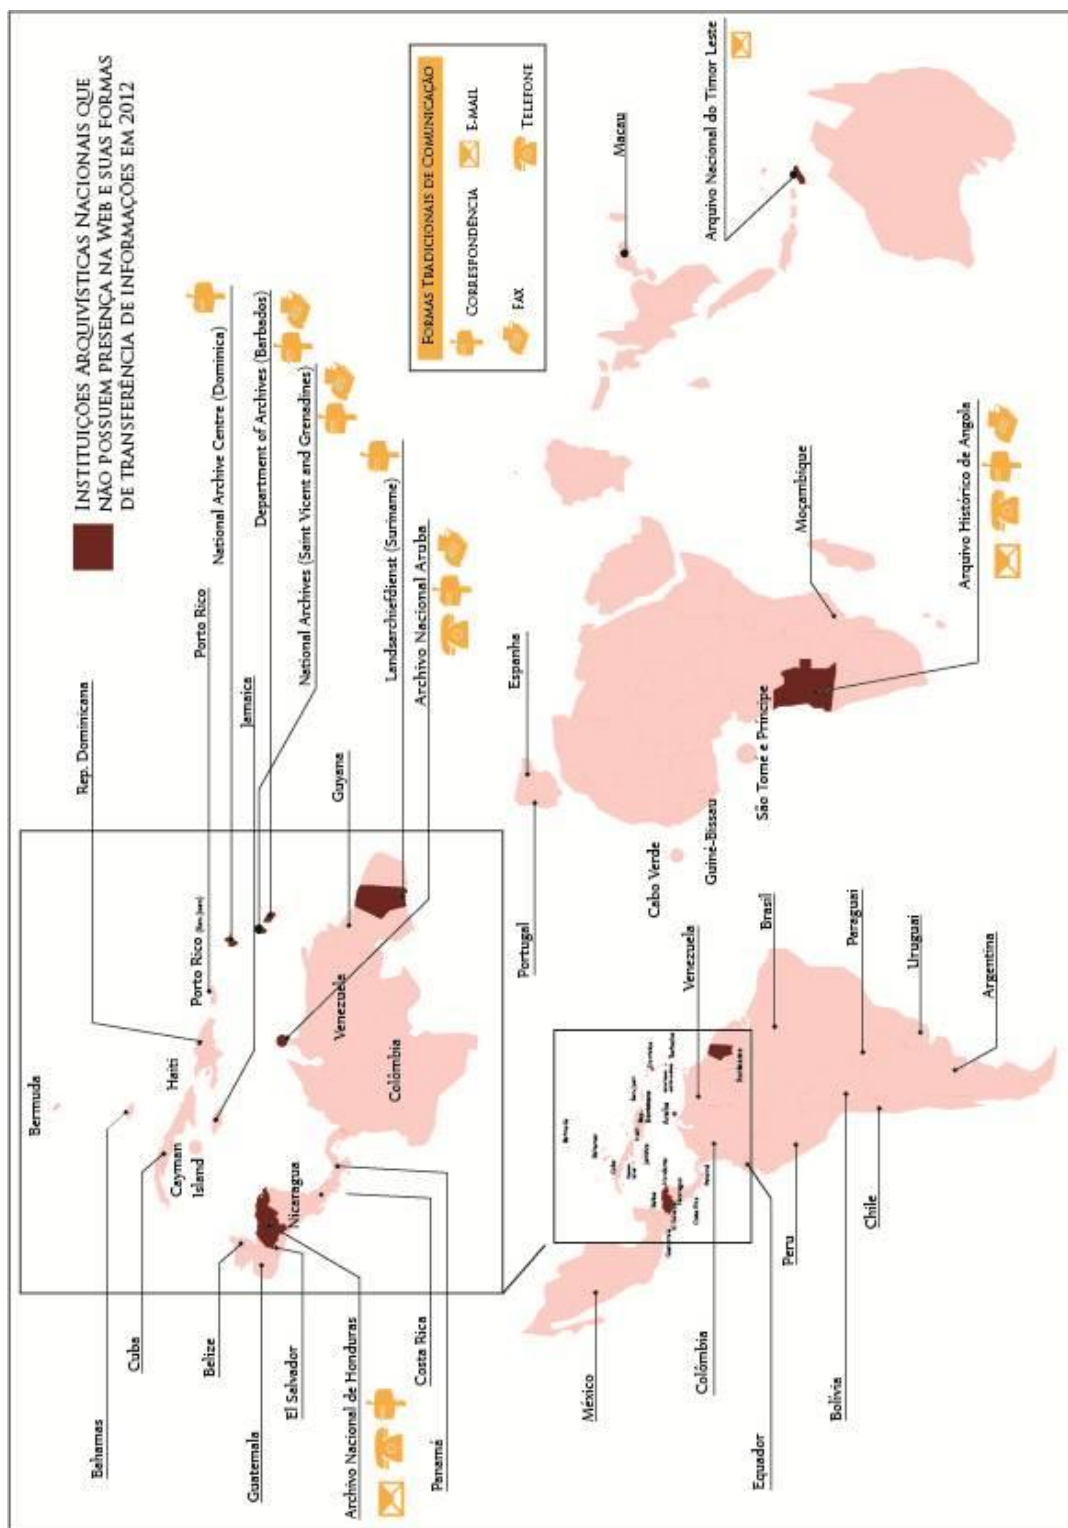 INSTITUIÇÕES ARQUIVÍSTICAS NACIONAIS QUE
NÃO POSSUEM PRESENÇA NA WEB E SUAS FORMAS
DE TRANSFERÊNCIA DE INFORMAÇÕES EM 2012
FORMAS TRADICIONAIS DE COMUNICAÇÃO
CORRESPONDÊNCIA
E-MAIL
FAX
TELEFONE
Bahamas
Cuba
Belize
Guatemala
El Salvador
Archivo Nacional de Honduras
Costa Rica
Panamá
Bermuda
Cayman
Island
Haiti
Porto Rico
Nicaragua
Venezuela
Colômbia
Rep. Dominicana
Porto Rico
National Archive Centre (Dominica)
Jamaica
Department of Archives (Barbados)
National Archives (Saint Vicent and Grenadines)
Guyana
Landsarchiefdienst (Suriname)
Archivo Nacional Aruba
México
Colômbia
Equador
Peru
Bolívia
Chile
Venezuela
Brasil
Paraguai
Uruguai
Argentina
Portugal
Espanha
Cabo Verde
Guiné-Bissau
São Tomé e Príncipe
Moçambique
Arquivo Histórico de Angola
Macau
Arquivo Nacional do Timor Leste